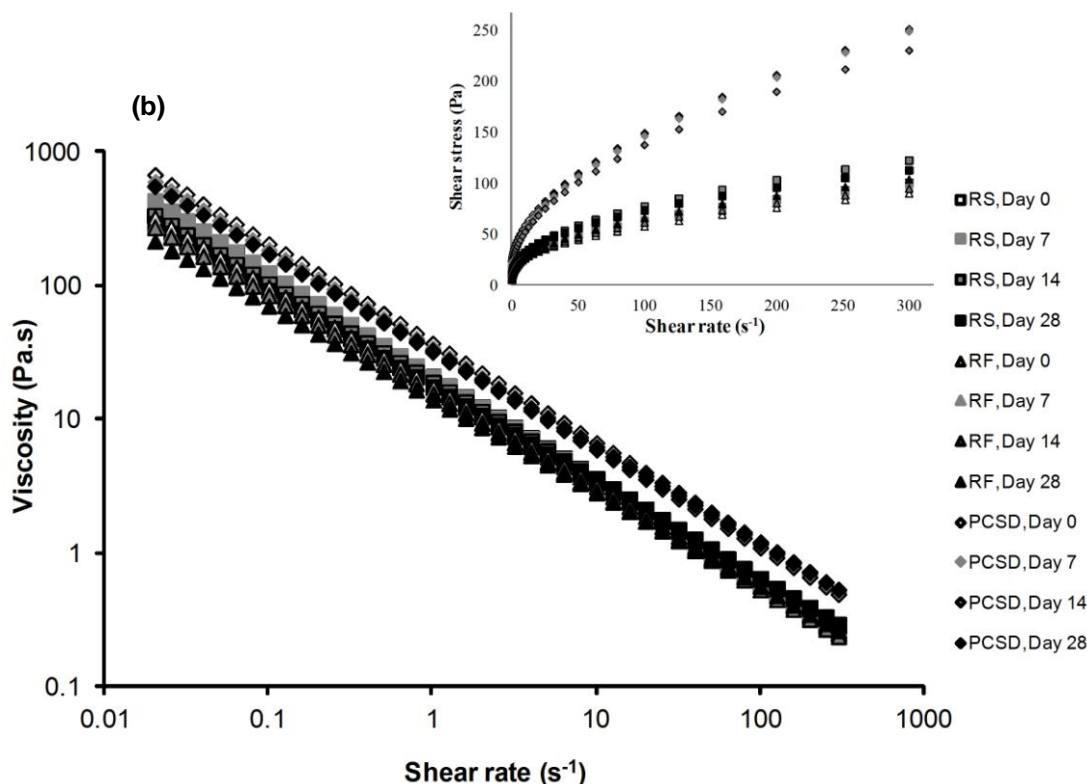 (b)
Viscosity (Pa.s)
1000
100
10
1
0.1
0.01 0.1 1 10 100 1000
Shear rate (s⁻¹)
Shear stress (Pa)
250
200
150
100
50
0
0 50 100 150 200 250 300
Shear rate (s⁻¹)
RS,Day 0
RS,Day 7
RS,Day 14
RS,Day 28
RF,Day 0
RF,Day 7
RF,Day 14
RF,Day 28
PCSD,Day 0
PCSD,Day 7
PCSD,Day 14
PCSD,Day 28